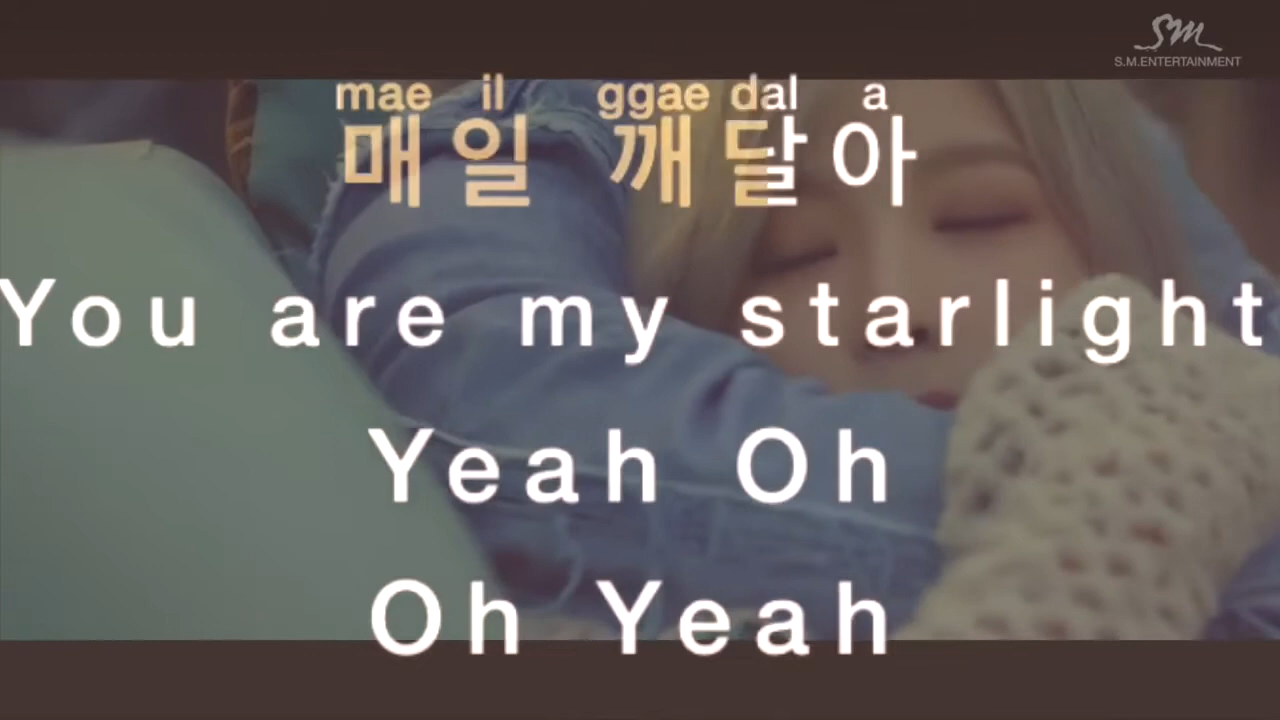 SM
S.M.ENTERTAINMENT
mae il ggae dal a
매일 깨달아
You are my starlight
Yeah Oh
Oh Yeah